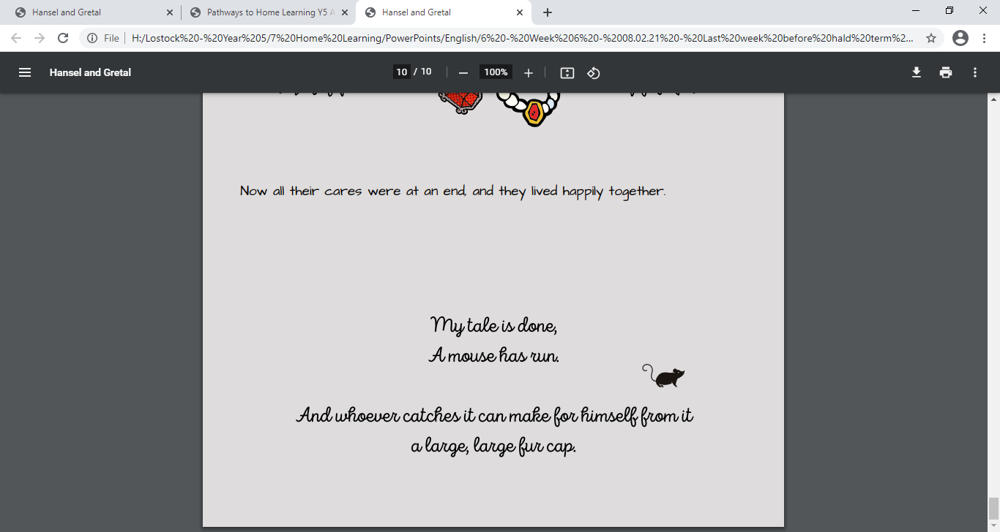 Hansel and Gretal
Pathways to Home Learning Y5 A
Hansel and Gretal
File
H:/Lostock%20-%20Year%205/7%20Home%20Learning/PowerPoints/English/6%20-%20Week%206%20-%2008.02.21%20-%20Last%20week%20before%20hald%20term%2...
Hansel and Gretal
10 / 10
100%
Now all their cares were at an end, and they lived happily together.
My tale is done,
A mouse has run.
And whoever catches it can make for himself from it
a large, large fur cap.